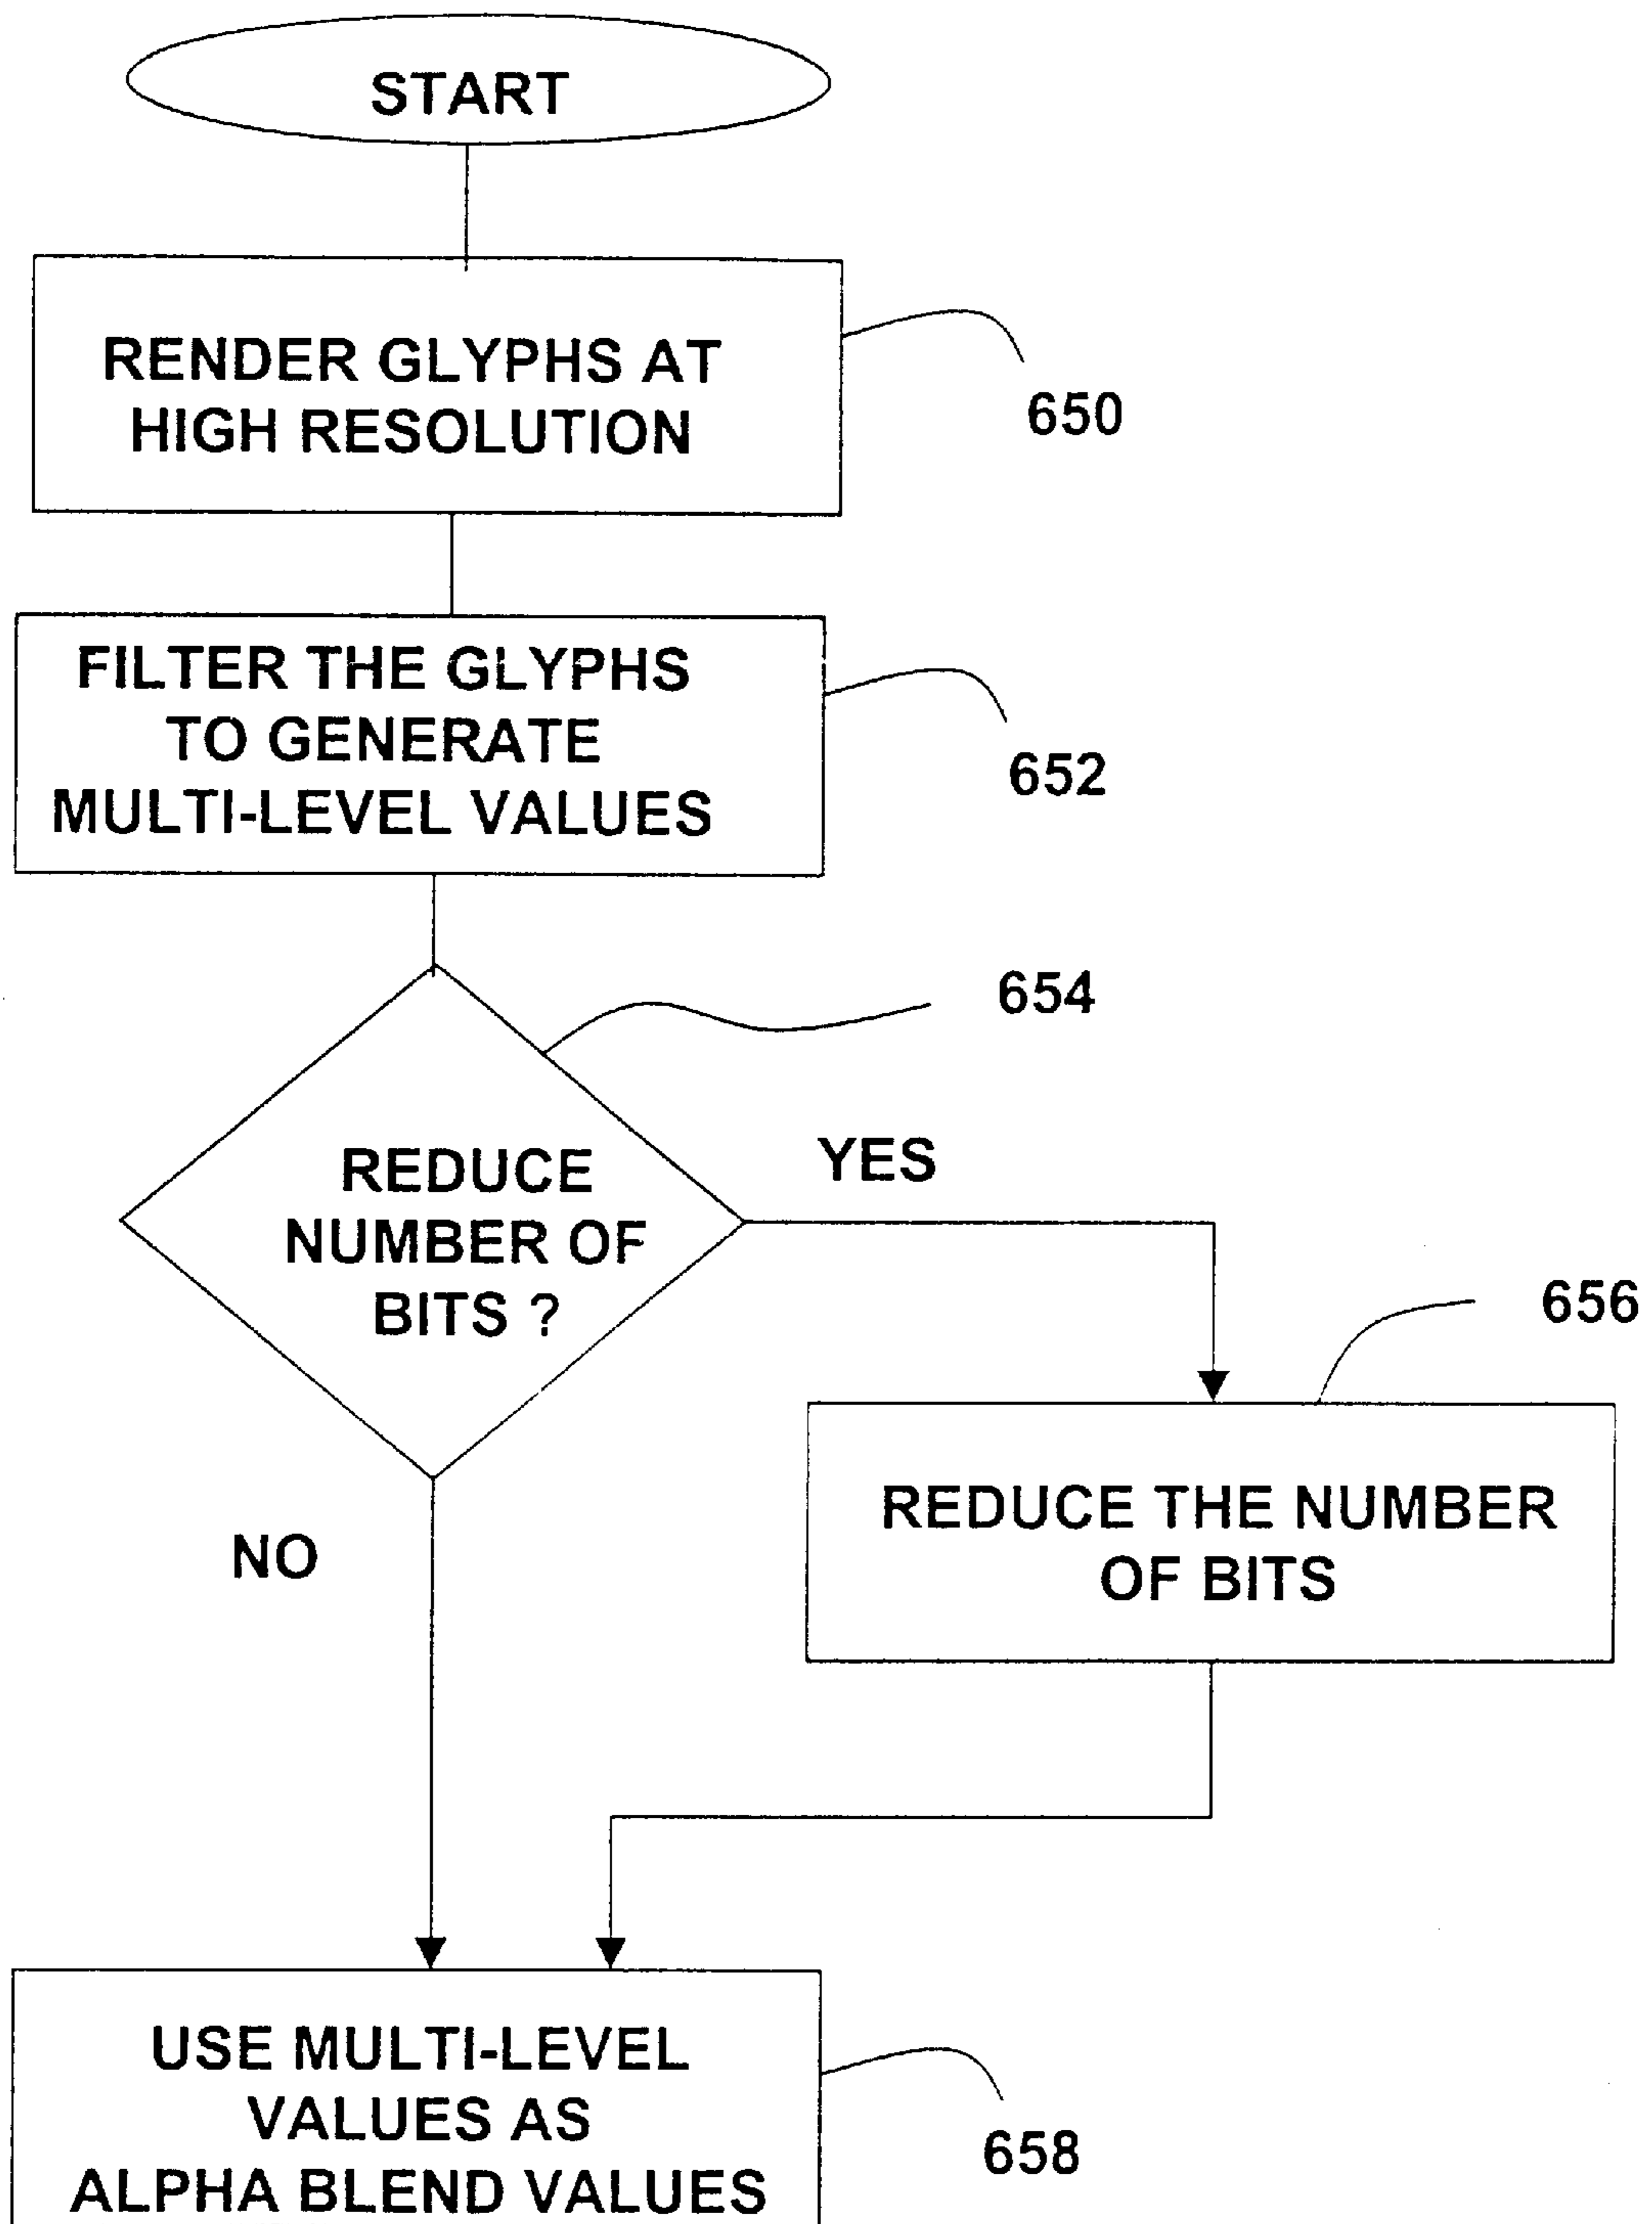 START
RENDER GLYPHS AT
HIGH RESOLUTION
650
FILTER THE GLYPHS
TO GENERATE
MULTI-LEVEL VALUES
652
654
REDUCE
NUMBER OF
BITS ?
YES
656
REDUCE THE NUMBER
OF BITS
NO
USE MULTI-LEVEL
VALUES AS
ALPHA BLEND VALUES
658